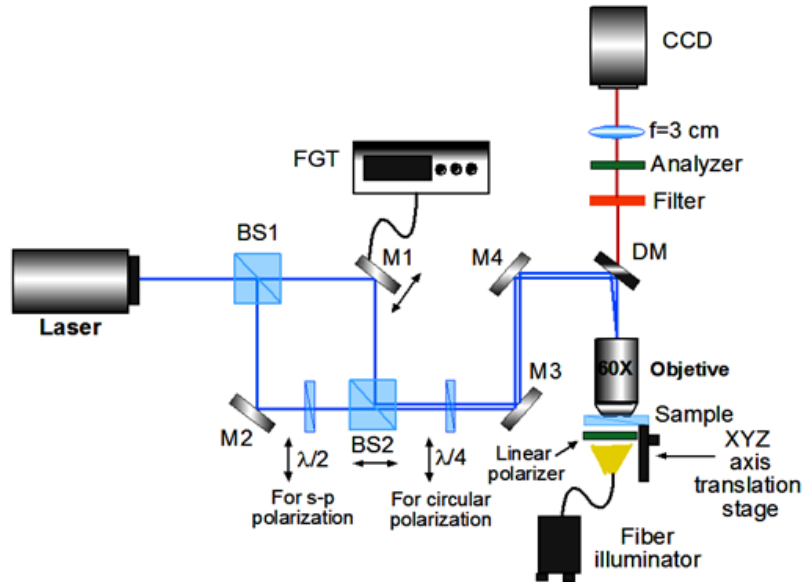 CCD
f=3 cm
Analyzer
Filter
FGT
BS1
M1
M4
DM
Laser
60X
Objetive
M3
M2
BS2
Sample
λ/2
λ/4
Linear
polarizer
XYZ
axis
translation
stage
For s-p
polarization
For circular
polarization
Fiber
illuminator